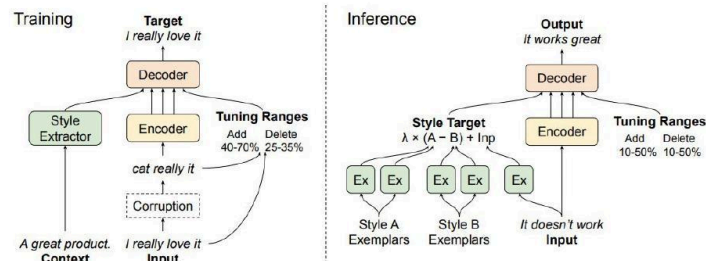 Training
Target
I really love it
Decoder
Style
Extractor
Encoder
Tuning Ranges
Add Delete
40-70% 25-35%
cat really it
Corruption
A great product.
Context
I really love it
Input
Inference
Output
It works great
Decoder
Style Target
λ × (A − B) + Inp
Encoder
Tuning Ranges
Add Delete
10-50% 10-50%
Ex Ex Ex Ex Ex
Style A
Exemplars
Style B
Exemplars
It doesn't work
Input